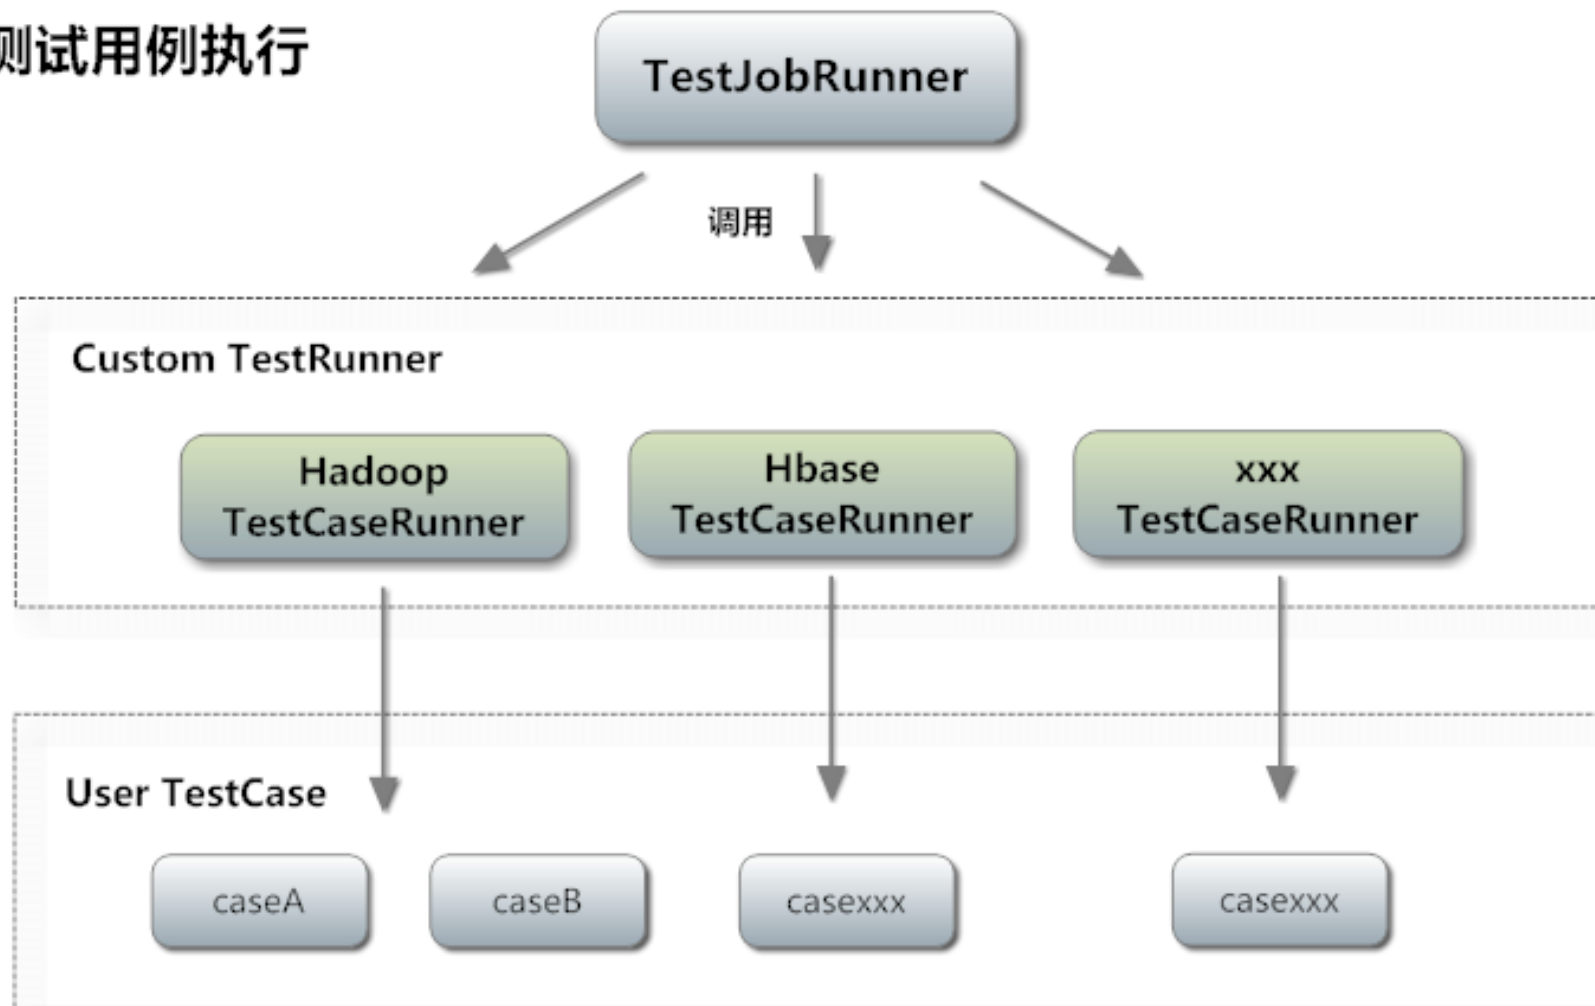 测试用例执行
TestJobRunner
调用
Custom TestRunner
Hadoop
TestCaseRunner
Hbase
TestCaseRunner
xxx
TestCaseRunner
User TestCase
caseA
caseB
casexxx
casexxx